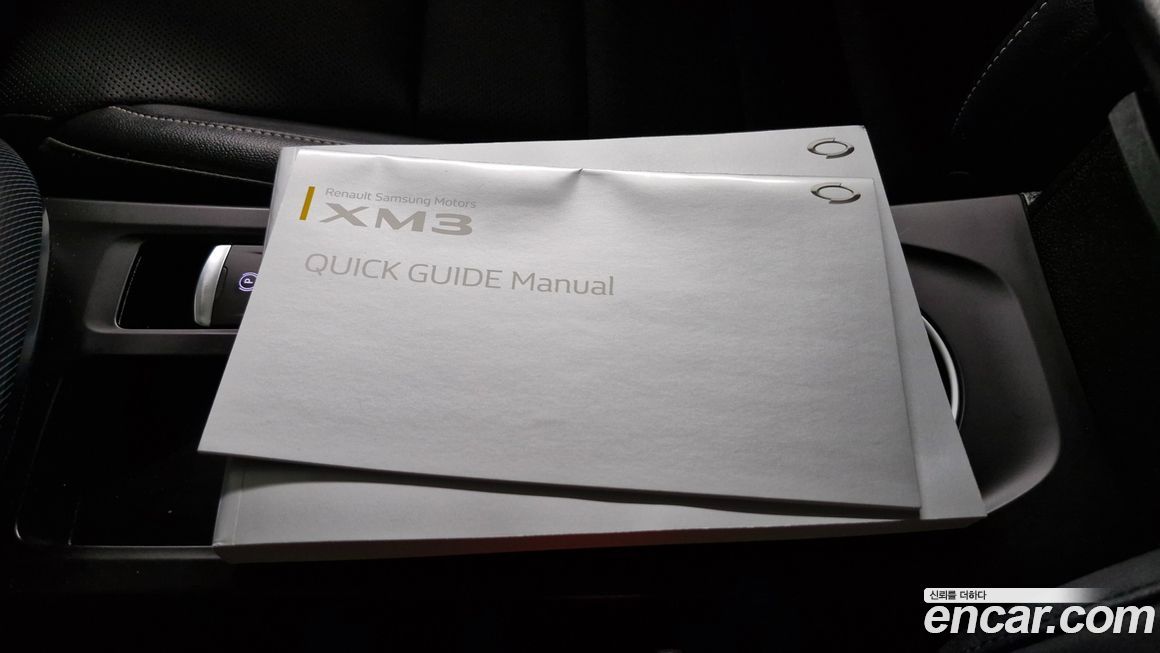 Renault Samsung Motors
XM3
QUICK GUIDE Manual
P
신뢰를 더하다
encar.com